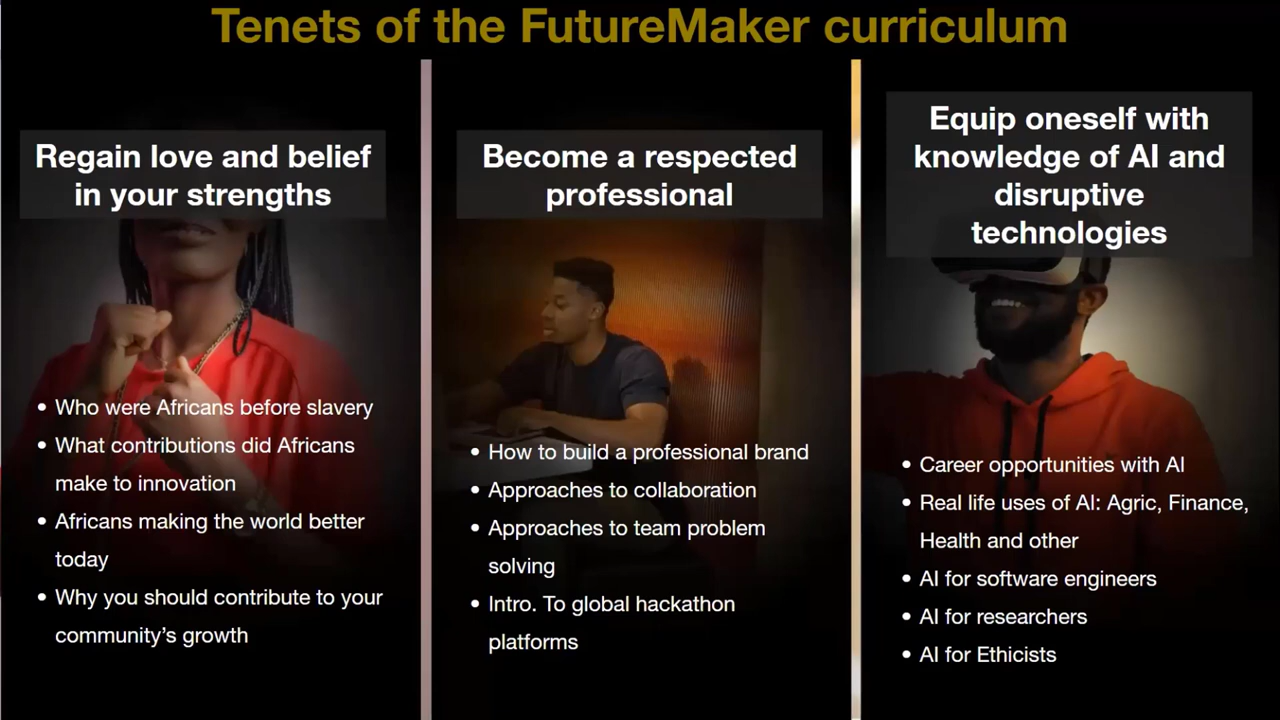 Tenets of the FutureMaker curriculum
Regain love and belief
in your strengths
• Who were Africans before slavery
• What contributions did Africans
make to innovation
• Africans making the world better
today
• Why you should contribute to your
community’s growth
Become a respected
professional
• How to build a professional brand
• Approaches to collaboration
• Approaches to team problem
solving
• Intro. To global hackathon
platforms
Equip oneself with
knowledge of AI and
disruptive
technologies
• Career opportunities with AI
• Real life uses of AI: Agric, Finance,
Health and other
• AI for software engineers
• AI for researchers
• AI for Ethicists